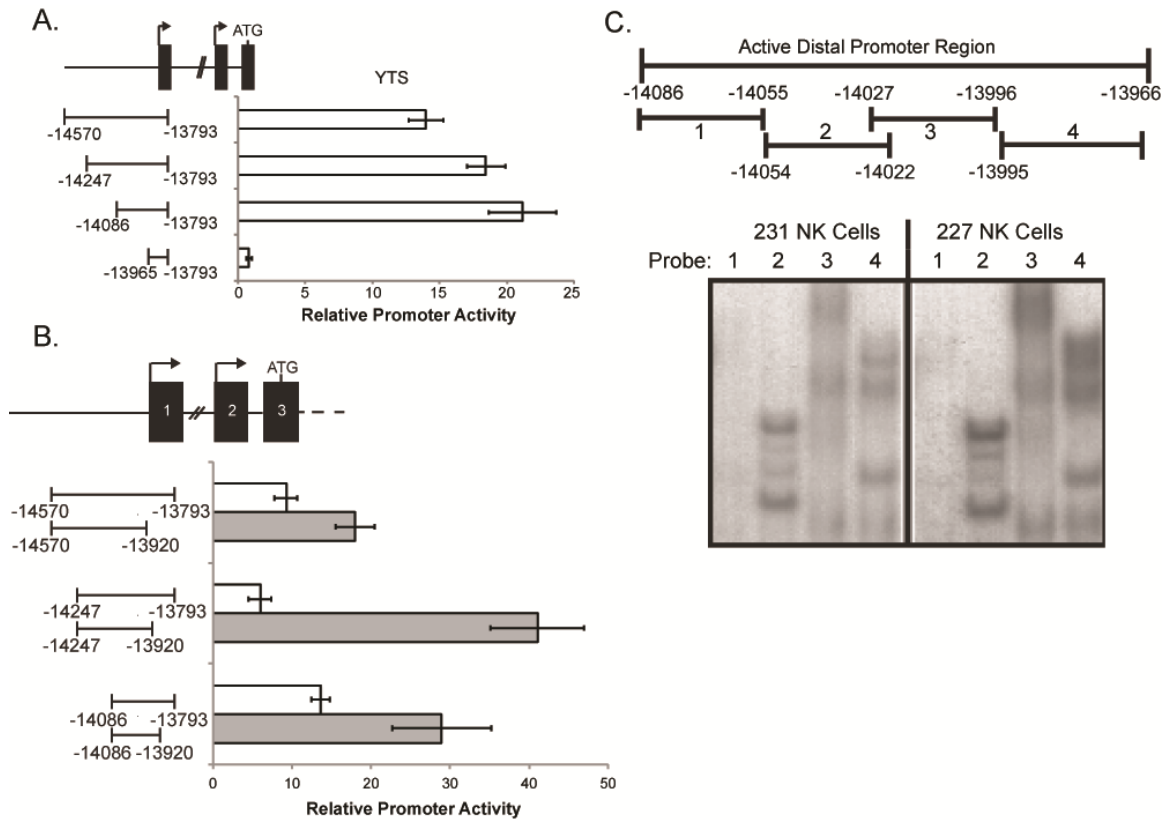 A.
ATG
YTS
-14570 -13793
-14247 -13793
-14086 -13793
-13965 -13793
0 5 10 15 20 25
Relative Promoter Activity
B.
ATG
1 2 3
-14570 -13793
-14570 -13920
-14247 -13793
-14247 -13920
-14086 -13793
-14086 -13920
0 10 20 30 40 50
Relative Promoter Activity
C.
Active Distal Promoter Region
-14086 -14055 -14027 -13996 -13966
1 2 3 4
-14054 -14022 -13995
231 NK Cells 227 NK Cells
Probe: 1 2 3 4 1 2 3 4